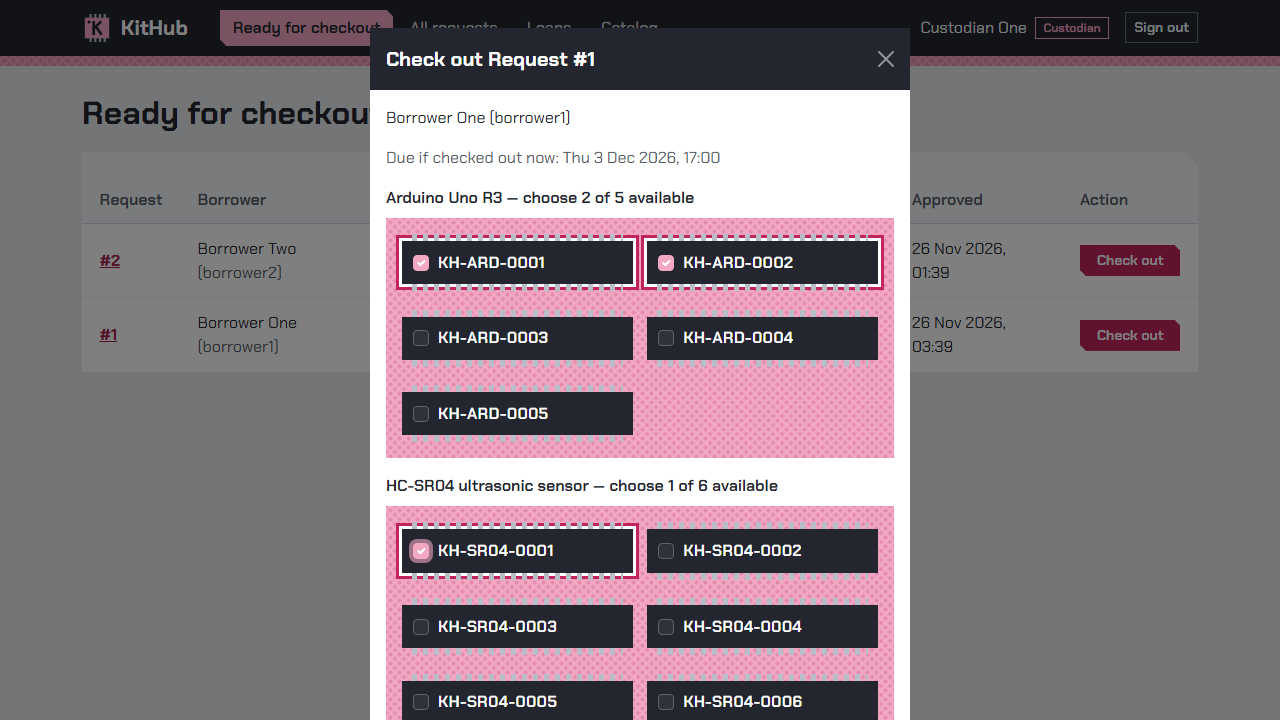 KitHub
Ready for checkout
All requests
Loans
Catalog
Custodian One
Custodian
Sign out
Check out Request #1
Borrower One (borrower1)
Due if checked out now: Thu 3 Dec 2026, 17:00
Arduino Uno R3 — choose 2 of 5 available
KH-ARD-0001
KH-ARD-0002
KH-ARD-0003
KH-ARD-0004
KH-ARD-0005
HC-SR04 ultrasonic sensor — choose 1 of 6 available
KH-SR04-0001
KH-SR04-0002
KH-SR04-0003
KH-SR04-0004
KH-SR04-0005
KH-SR04-0006
Ready for checkout
Request
Borrower
Approved
Action
#2
Borrower Two
(borrower2)
26 Nov 2026,
01:39
Check out
#1
Borrower One
(borrower1)
26 Nov 2026,
03:39
Check out